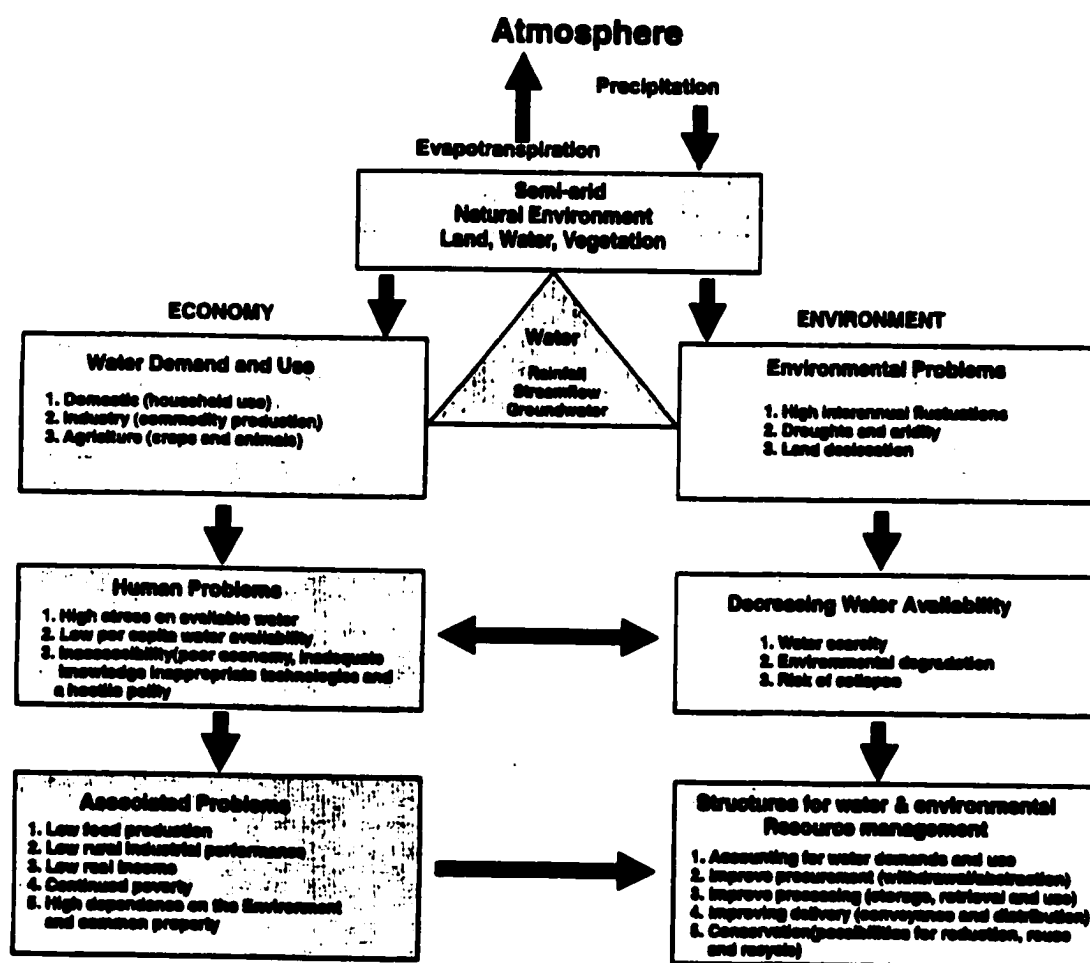 Atmosphere
Precipitation
Evapotranspiration
Semi-arid
Natural Environment
Land, Water, Vegetation
ECONOMY
ENVIRONMENT
Water
Rainfall
Streamflow
Groundwater
Water Demand and Use
1. Domestic (household use)
2. Industry (commodity production)
3. Agriculture (crops and animals)
Environmental Problems
1. High interannual fluctuations
2. Droughts and aridity
3. Land desiccation
Human Problems
1. High stress on available water
2. Low per capita water availability
3. Inaccessibility(poor economy, inadequate
knowledge inappropriate technologies and
a hostile polity
Decreasing Water Availability
1. Water scarcity
2. Environmental degradation
3. Risk of collapse
Associated Problems
1. Low food production
2. Low rural industrial performance
3. Low real income
4. Continued poverty
5. High dependence on the Environment
and common property
Structures for water & environmental
Resource management
1. Accounting for water demands and use
2. Improve procurement (withdrawal/abstraction)
3. Improve processing (storage, retrieval and use)
4. Improving delivery (conveyance and distribution)
5. Conservation(possibilities for reduction, reuse
and recycle)